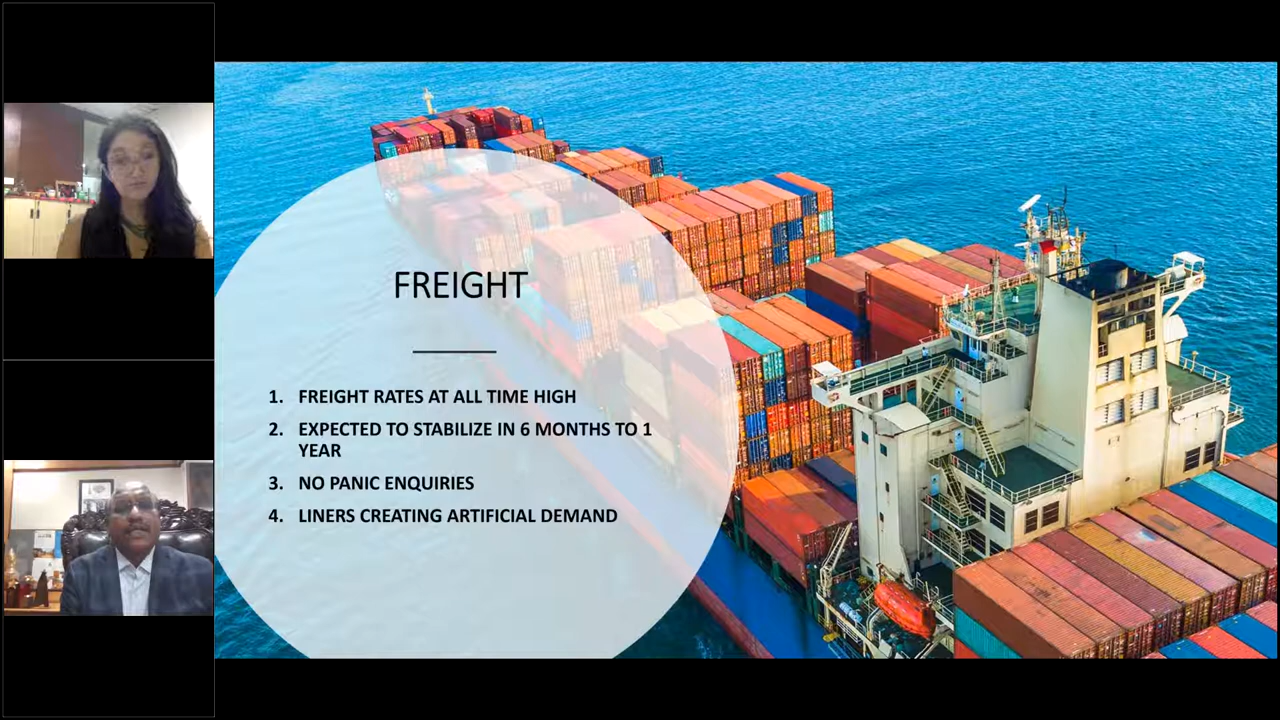 FREIGHT
1. FREIGHT RATES AT ALL TIME HIGH
2. EXPECTED TO STABILIZE IN 6 MONTHS TO 1
YEAR
3. NO PANIC ENQUIRIES
4. LINERS CREATING ARTIFICIAL DEMAND